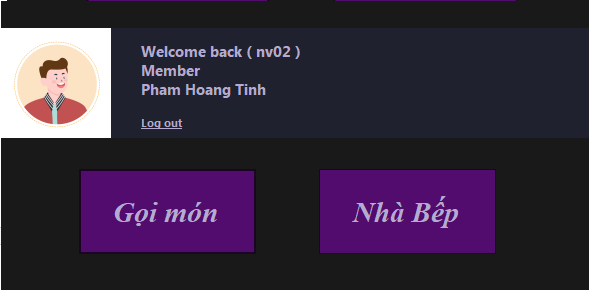 Welcome back ( nv02 )
Member
Pham Hoang Tinh
Log out
Gọi món
Nhà Bếp